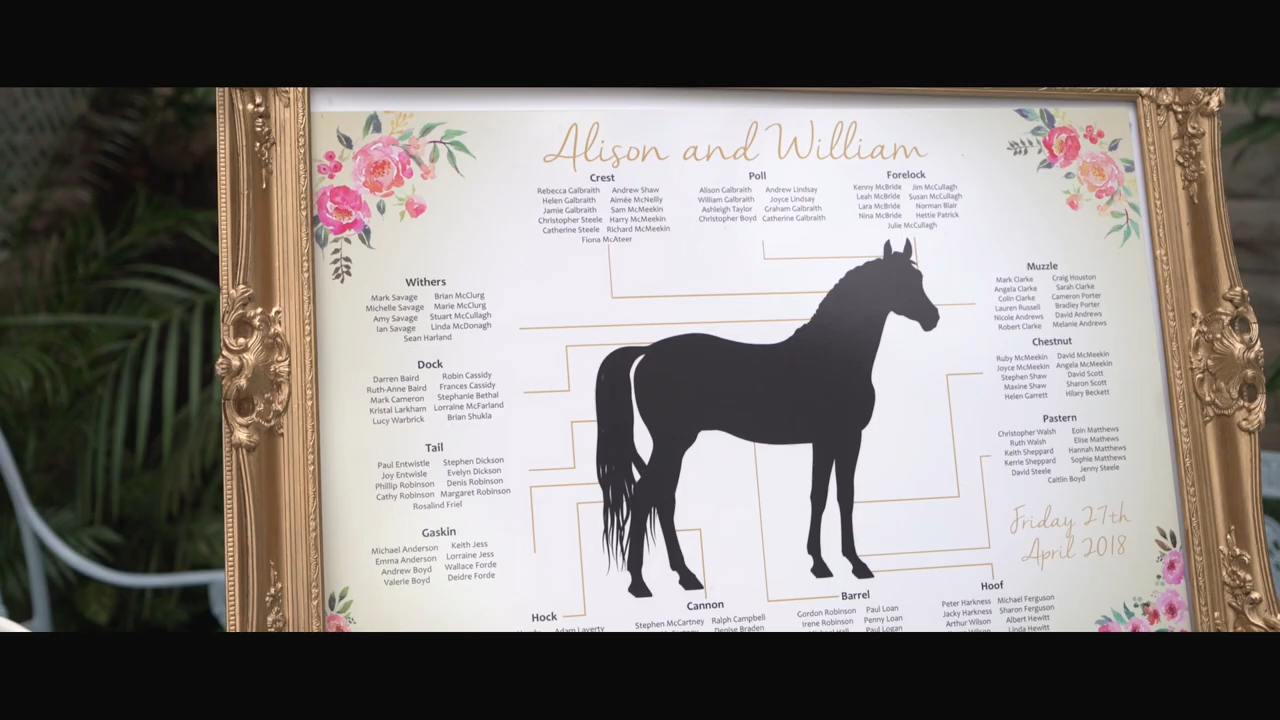 Alison and William
Crest
Rebecca Galbraith Andrew Shaw
Helen Galbraith Aimée McNeilly
Jamie Galbraith Sam McMeekin
Christopher Steele Harry McMeekin
Catherine Steele Richard McMeekin
Fiona McAteer
Poll
Alison Galbraith Andrew Lindsay
William Galbraith Joyce Lindsay
Ashleigh Taylor Graham Galbraith
Christopher Boyd Catherine Galbraith
Forelock
Kenny McBride Jim McCullagh
Leah McBride Susan McCullagh
Lara McBride Norman Blair
Nina McBride Hettie Patrick
Julie McCullagh
Withers
Mark Savage Brian McClurg
Michelle Savage Marie McClurg
Amy Savage Stuart McCullagh
Ian Savage Linda McDonagh
Sean Harland
Muzzle
Mark Clarke Craig Houston
Angela Clarke Sarah Clarke
Colin Clarke Cameron Porter
Lauren Russell Bradley Porter
Nicole Andrews David Andrews
Robert Clarke Melanie Andrews
Dock
Darren Baird Robin Cassidy
Ruth-Anne Baird Frances Cassidy
Mark Cameron Stephanie Bethal
Kristal Larkham Lorraine McFarland
Lucy Warbrick Brian Shukla
Chestnut
Ruby McMeekin David McMeekin
Joyce McMeekin Angela McMeekin
Stephen Shaw David Scott
Maxine Shaw Sharon Scott
Helen Garrett Hilary Beckett
Tail
Paul Entwistle Stephen Dickson
Joy Entwisle Evelyn Dickson
Phillip Robinson Denis Robinson
Cathy Robinson Margaret Robinson
Rosalind Friel
Pastern
Christopher Walsh Eoin Matthews
Ruth Walsh Elise Mathews
Keith Sheppard Hannah Matthews
Kerrie Sheppard Sophie Matthews
David Steele Jenny Steele
Caitlin Boyd
Gaskin
Michael Anderson Keith Jess
Emma Anderson Lorraine Jess
Andrew Boyd Wallace Forde
Valerie Boyd Deidre Forde
Friday 27th
April 2018
Hock
Adam Laverty
Cannon
Stephen McCartney Ralph Campbell
Denise Braden
Barrel
Gordon Robinson Paul Loan
Irene Robinson Penny Loan
Paul Logan
Hoof
Peter Harkness Michael Ferguson
Jacky Harkness Sharon Ferguson
Arthur Wilson Albert Hewitt
Linda Hewitt